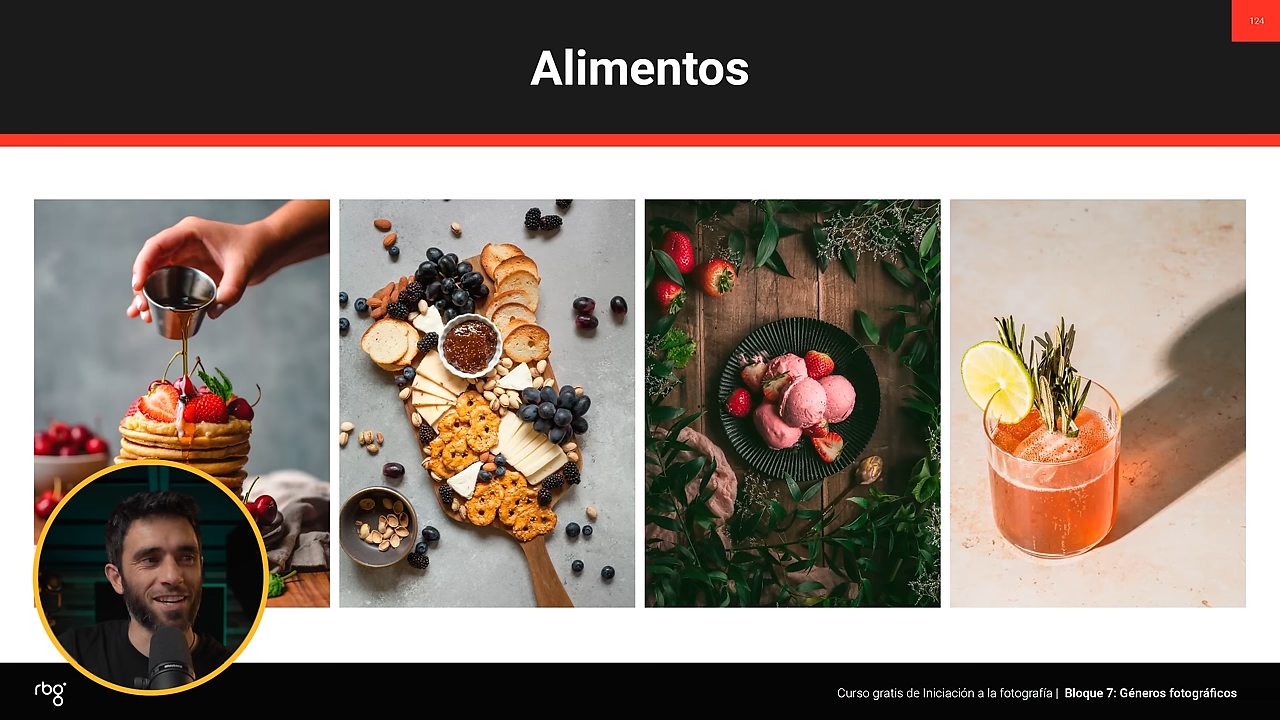 124
Alimentos
rbg
Curso gratis de Iniciación a la fotografía | Bloque 7: Géneros fotográficos